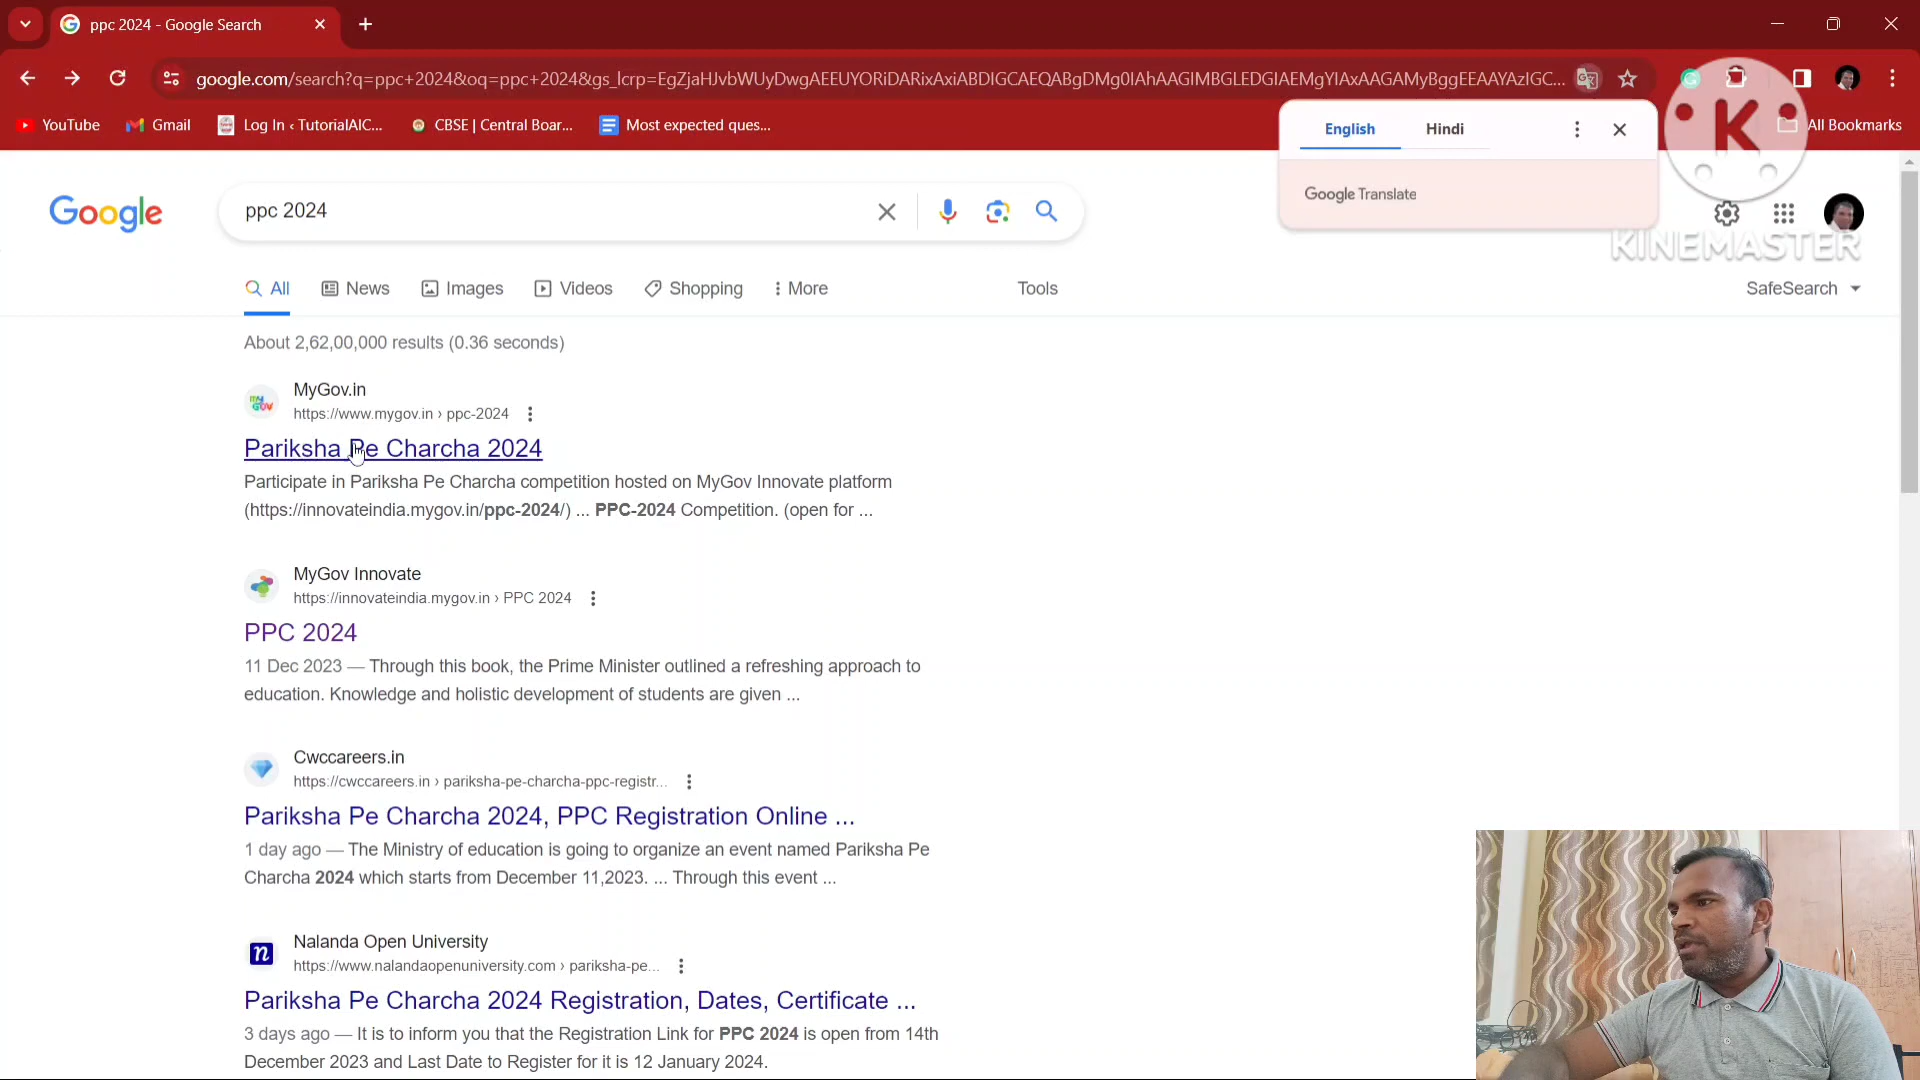 ppc 2024 - Google Search
google.com/search?q=ppc+2024&oq=ppc+2024&gs_lcrp=EgZjaHJvbWUyDwgAEEUYORiDARixAxiABDIGCAEQABgDMg0IAhAAGIMBGLEDGIAEMgYIAxAAGAMyBggEEAAYAzIGC...
YouTube Gmail Log In ‹ TutorialAIC... CBSE | Central Boar... Most expected ques... All Bookmarks
English Hindi
Google Translate
K
KINEMASTER
Google ppc 2024
All News Images Videos Shopping More Tools SafeSearch
About 2,62,00,000 results (0.36 seconds)
my GOV
MyGov.in
https://www.mygov.in › ppc-2024
Pariksha Pe Charcha 2024
Participate in Pariksha Pe Charcha competition hosted on MyGov Innovate platform
(https://innovateindia.mygov.in/ppc-2024/) ... PPC-2024 Competition. (open for ...
MyGov Innovate
https://innovateindia.mygov.in › PPC 2024
PPC 2024
11 Dec 2023 — Through this book, the Prime Minister outlined a refreshing approach to
education. Knowledge and holistic development of students are given ...
Cwccareers.in
https://cwccareers.in › pariksha-pe-charcha-ppc-registr...
Pariksha Pe Charcha 2024, PPC Registration Online ...
1 day ago — The Ministry of education is going to organize an event named Pariksha Pe
Charcha 2024 which starts from December 11,2023. ... Through this event ...
n
Nalanda Open University
https://www.nalandaopenuniversity.com › pariksha-pe...
Pariksha Pe Charcha 2024 Registration, Dates, Certificate ...
3 days ago — It is to inform you that the Registration Link for PPC 2024 is open from 14th
December 2023 and Last Date to Register for it is 12 January 2024.